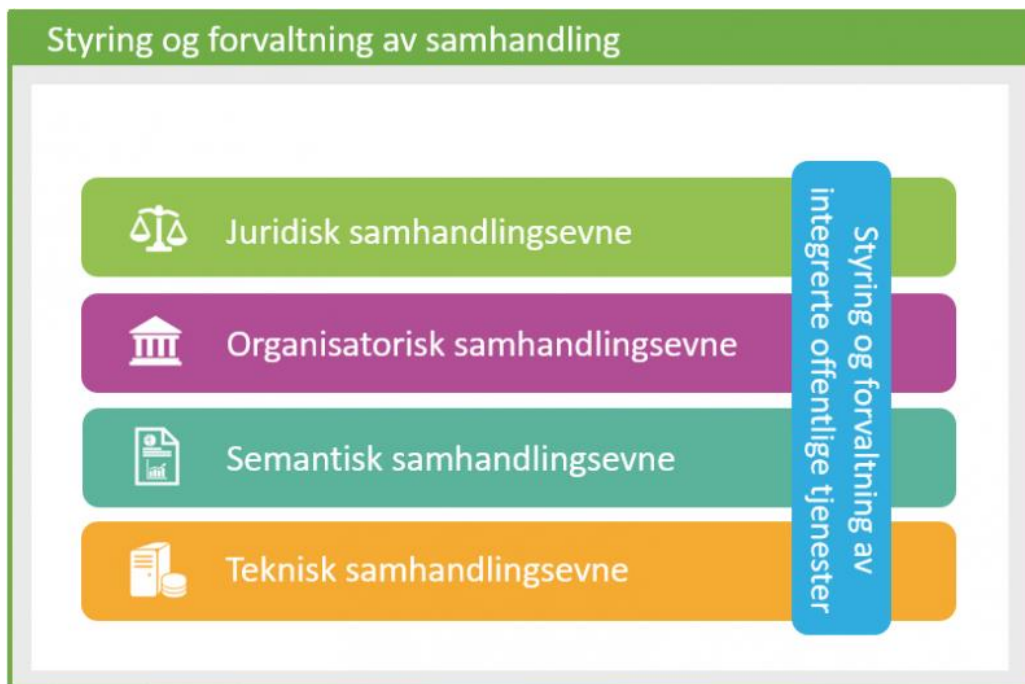 Styring og forvaltning av samhandling
Juridisk samhandlingsevne
Organisatorisk samhandlingsevne
Semantisk samhandlingsevne
Teknisk samhandlingsevne
Styring og forvaltning av
integrerte offentlige tjenester